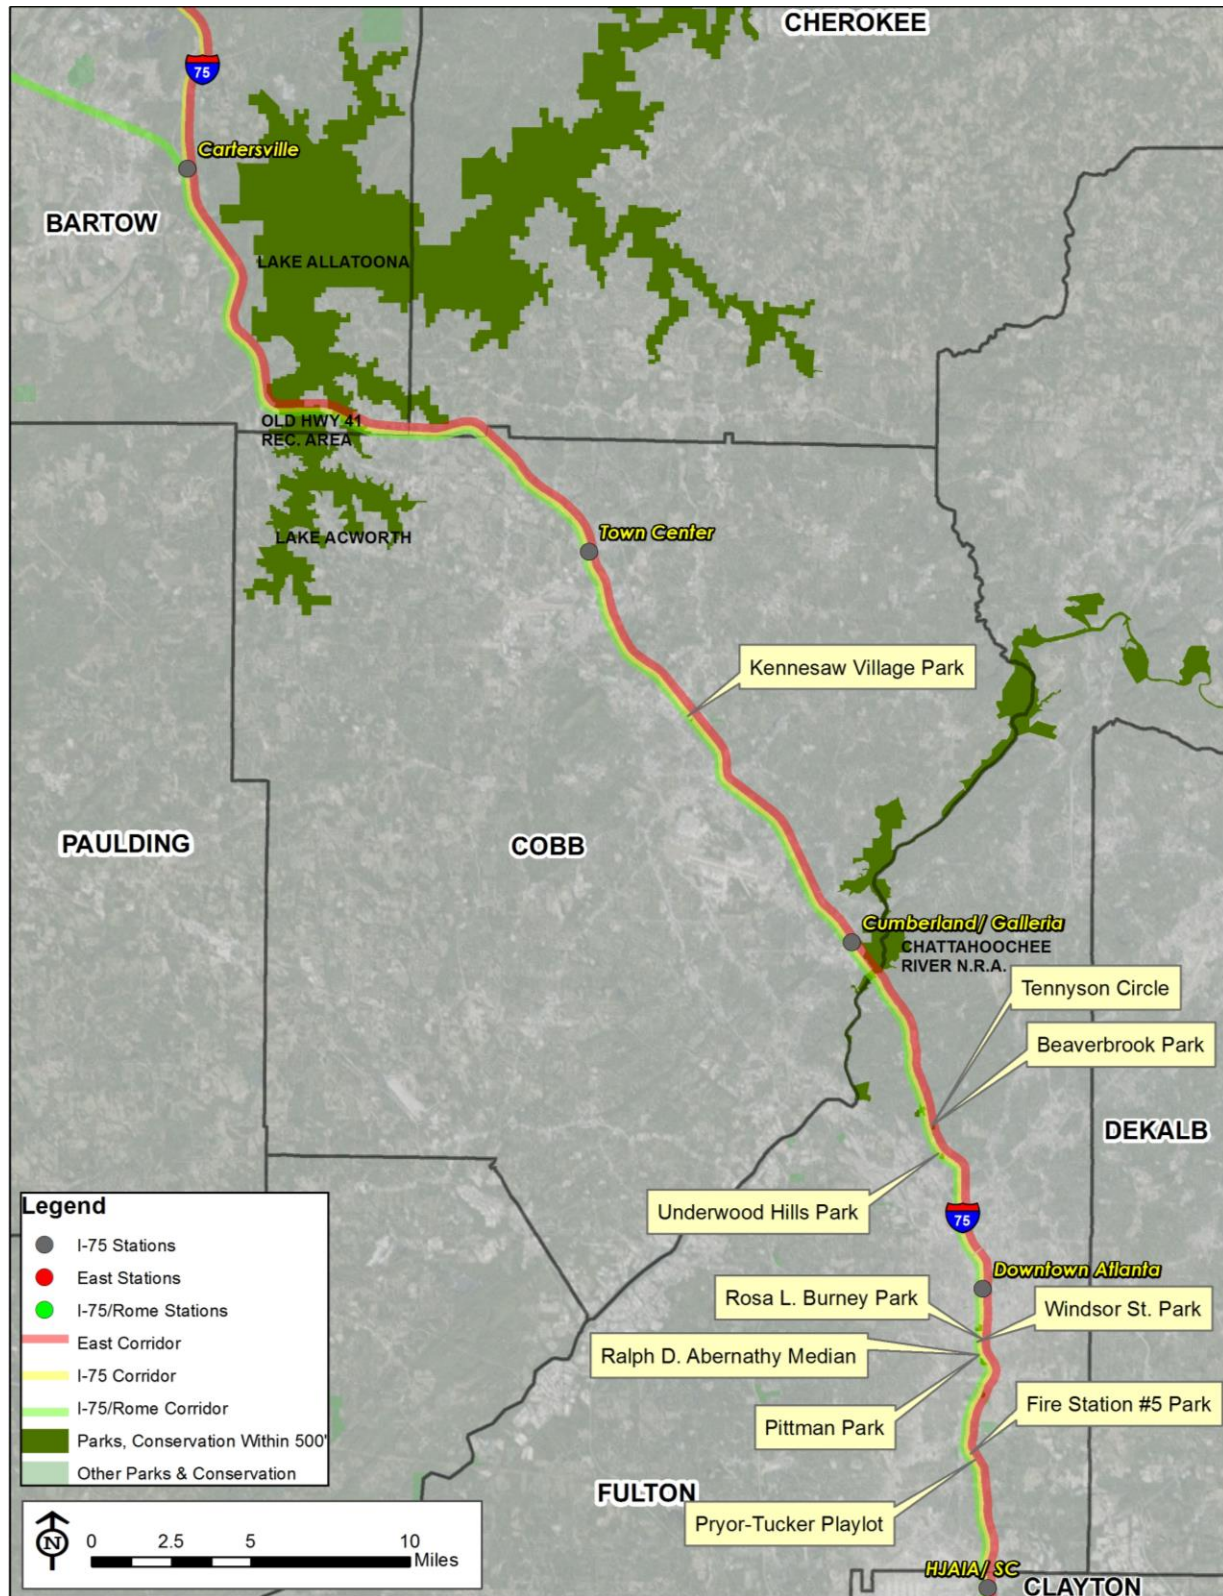 CHEROKEE
75
Cartersville
BARTOW
LAKE ALLATOONA
OLD HWY 41
REC. AREA
LAKE ACWORTH
Town Center
Kennesaw Village Park
PAULDING
COBB
Cumberland/ Galleria
CHATTAHOOCHEE
RIVER N.R.A.
Tennyson Circle
Beaverbrook Park
DEKALB
Underwood Hills Park
75
Downtown Atlanta
Rosa L. Burney Park
Windsor St. Park
Ralph D. Abernathy Median
Pittman Park
Fire Station #5 Park
FULTON
Pryor-Tucker Playlot
HJAIA/ SC
CLAYTON
Legend
I-75 Stations
East Stations
I-75/Rome Stations
East Corridor
I-75 Corridor
I-75/Rome Corridor
Parks, Conservation Within 500'
Other Parks & Conservation
N
0 2.5 5 10
Miles